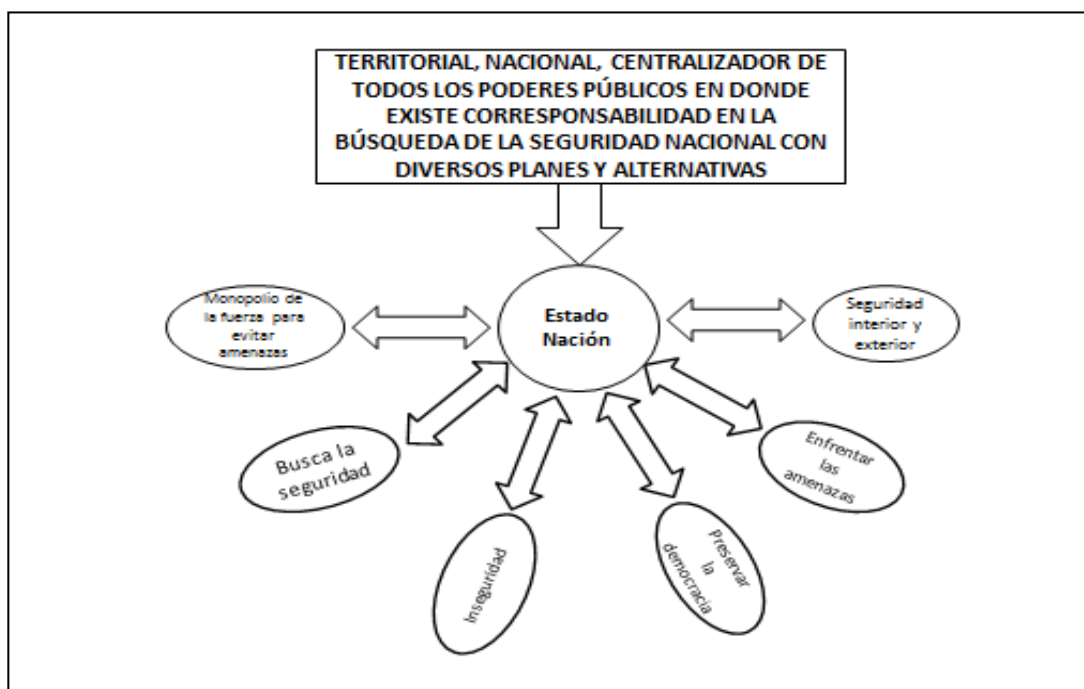 TERRITORIAL, NACIONAL, CENTRALIZADOR DE
TODOS LOS PODERES PÚBLICOS EN DONDE
EXISTE CORRESPONSABILIDAD EN LA
BÚSQUEDA DE LA SEGURIDAD NACIONAL CON
DIVERSOS PLANES Y ALTERNATIVAS
Estado
Nación
Monopolio de
la fuerza para
evitar
amenazas
Seguridad
interior y
exterior
Busca la
seguridad
Enfrentar
las
amenazas
Inseguridad
Preservar
la
democracia